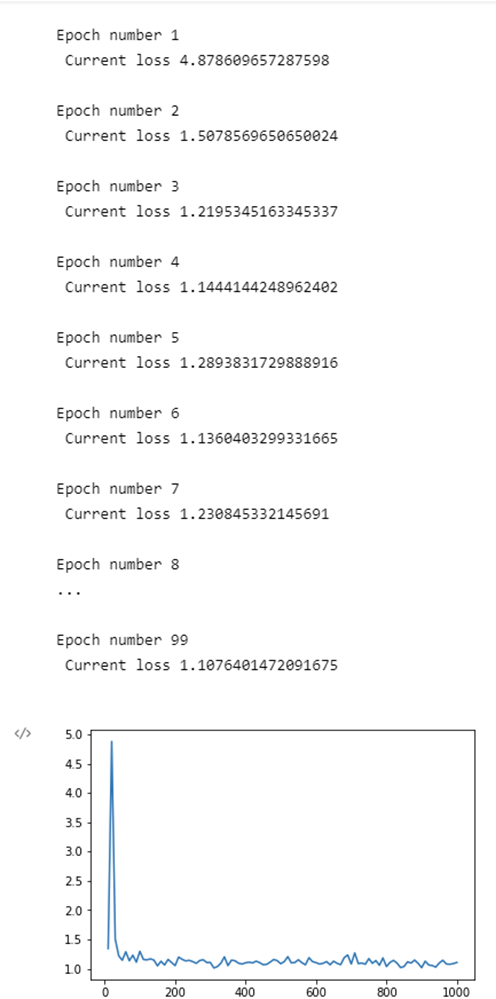 Epoch number 1
Current loss 4.878609657287598
Epoch number 2
Current loss 1.5078569650650024
Epoch number 3
Current loss 1.2195345163345337
Epoch number 4
Current loss 1.1444144248962402
Epoch number 5
Current loss 1.2893831729888916
Epoch number 6
Current loss 1.1360403299331665
Epoch number 7
Current loss 1.230845332145691
Epoch number 8
...
Epoch number 99
Current loss 1.1076401472091675
</>
5.0
4.5
4.0
3.5
3.0
2.5
2.0
1.5
1.0
0 200 400 600 800 1000